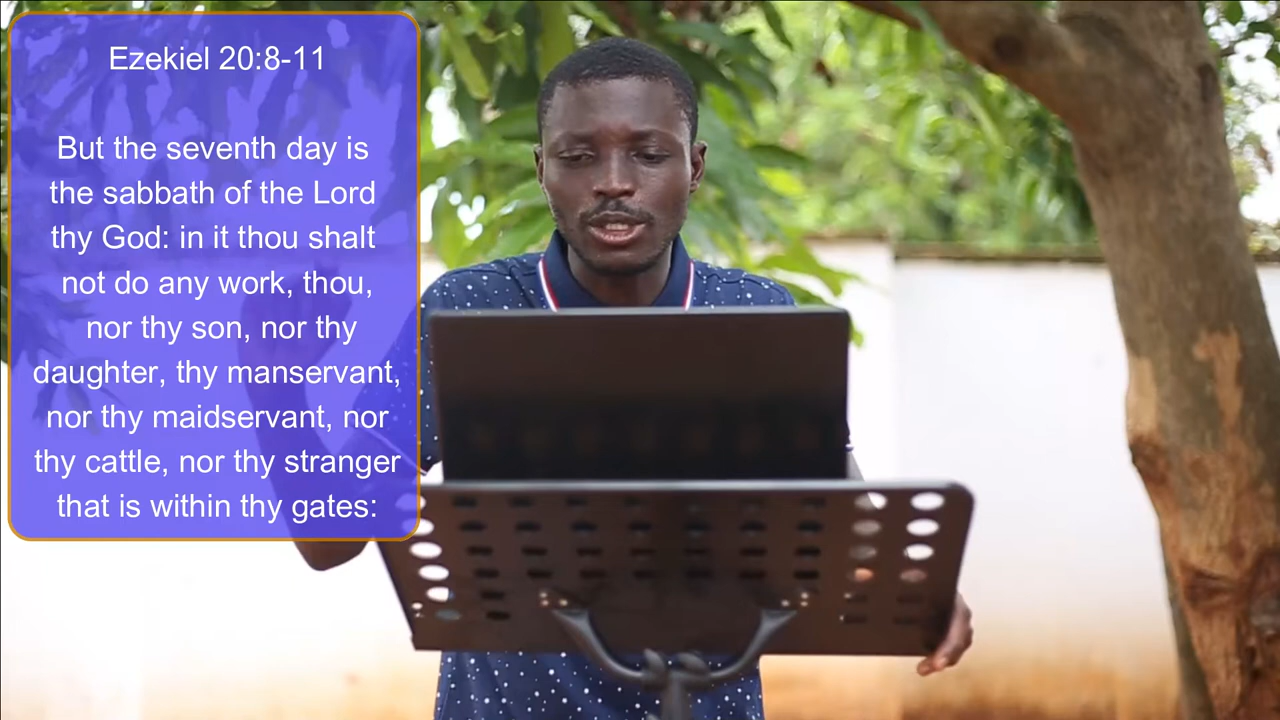 Ezekiel 20:8-11
But the seventh day is
the sabbath of the Lord
thy God: in it thou shalt
not do any work, thou,
nor thy son, nor thy
daughter, thy manservant,
nor thy maidservant, nor
thy cattle, nor thy stranger
that is within thy gates: